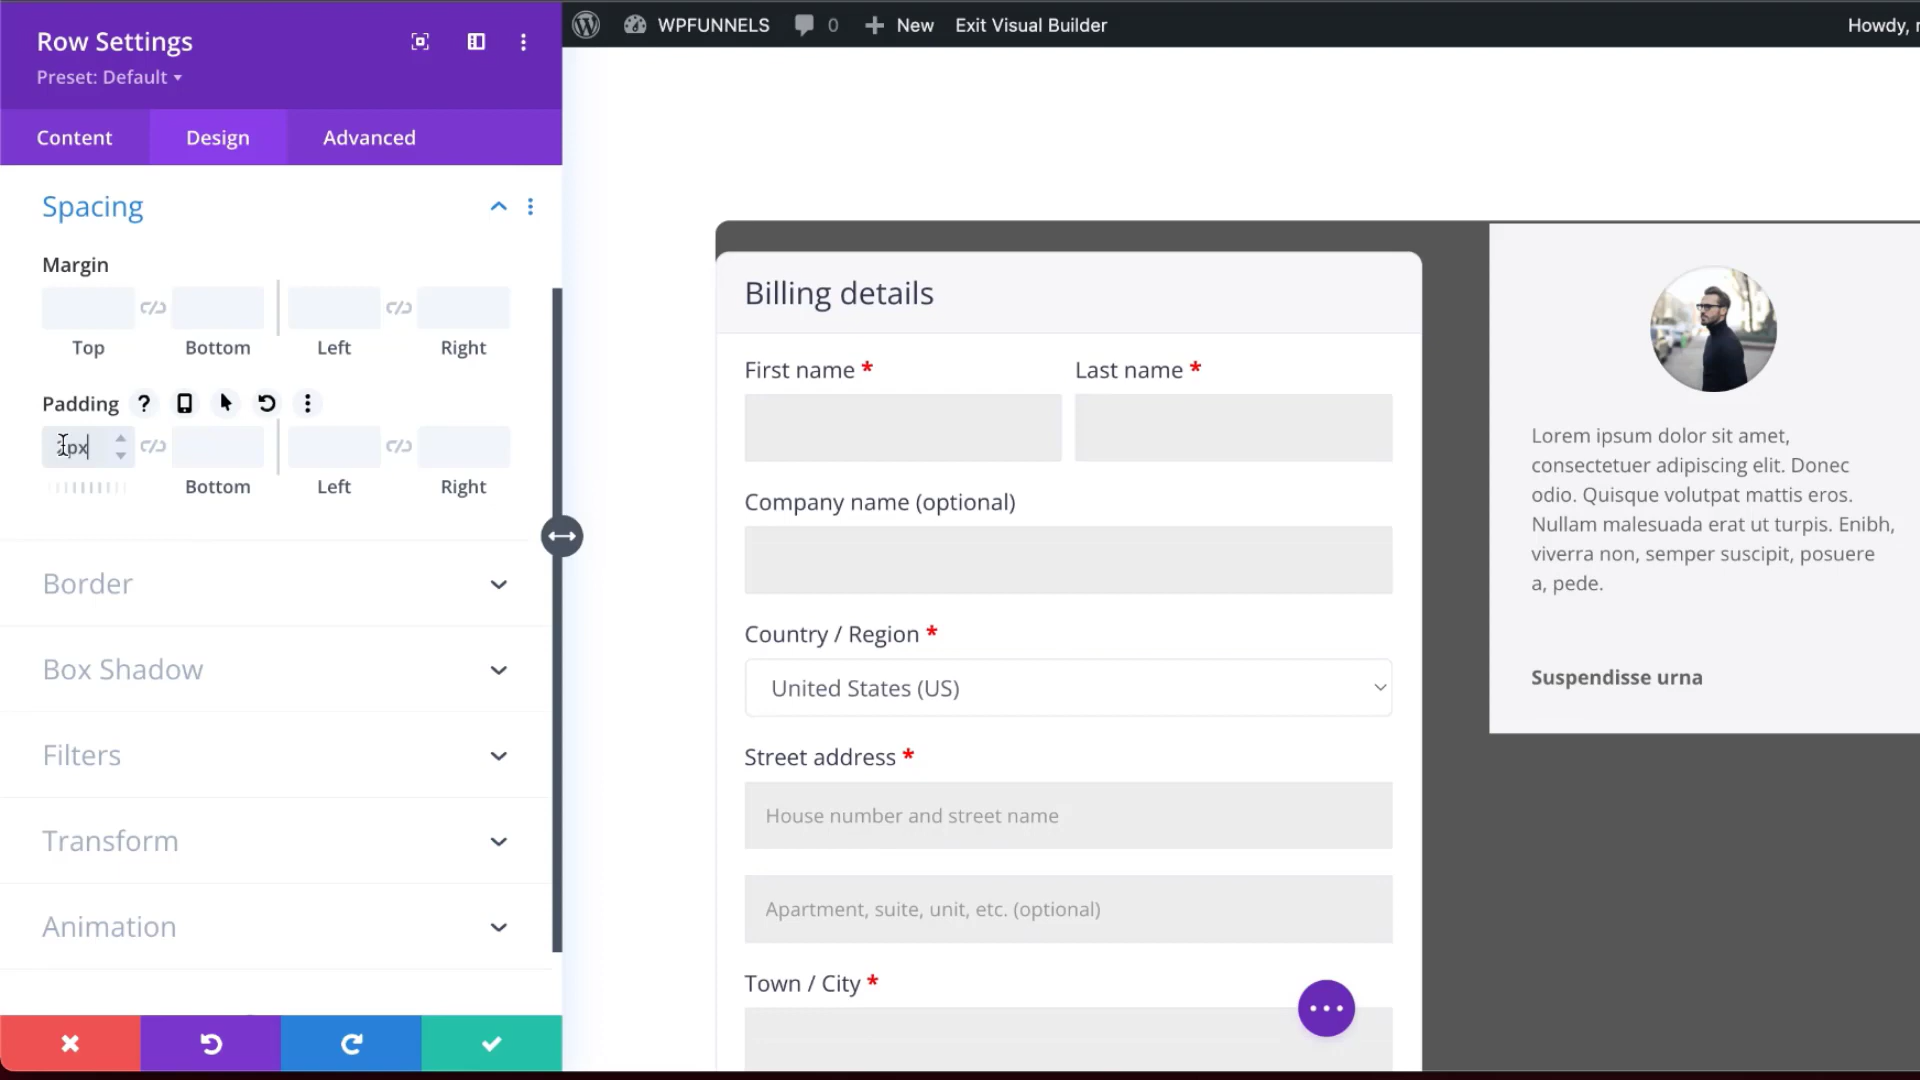 Row Settings
Preset: Default
Content
Design
Advanced
Spacing
Margin
Top
Bottom
Left
Right
Padding
?
Bottom
Left
Right
Border
Box Shadow
Filters
Transform
Animation
WPFUNNELS
0
New
Exit Visual Builder
Howdy,
Billing details
First name *
Last name *
Company name (optional)
Country / Region *
United States (US)
Street address *
House number and street name
Apartment, suite, unit, etc. (optional)
Town / City *
Lorem ipsum dolor sit amet,
consectetuer adipiscing elit. Donec
odio. Quisque volutpat mattis eros.
Nullam malesuada erat ut turpis. Enibh,
viverra non, semper suscipit, posuere
a, pede.
Suspendisse urna